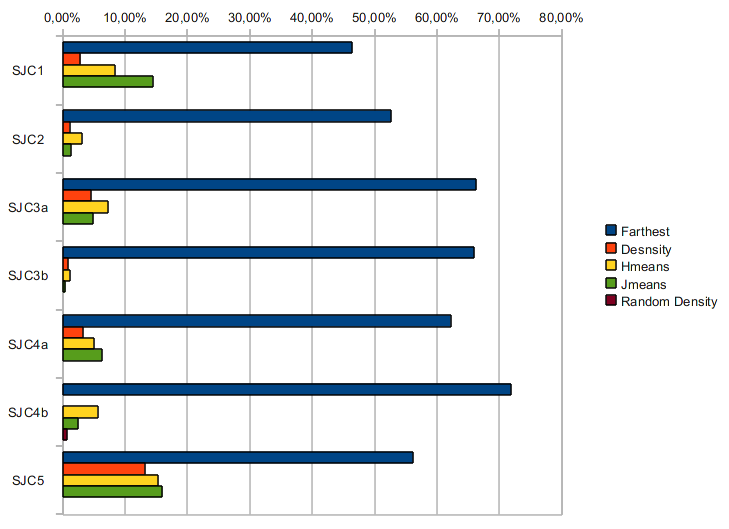 0,00% 10,00% 20,00% 30,00% 40,00% 50,00% 60,00% 70,00% 80,00%
SJC1
SJC2
SJC3a
SJC3b
SJC4a
SJC4b
SJC5
Farthest
Desnsity
Hmeans
Jmeans
Random Density